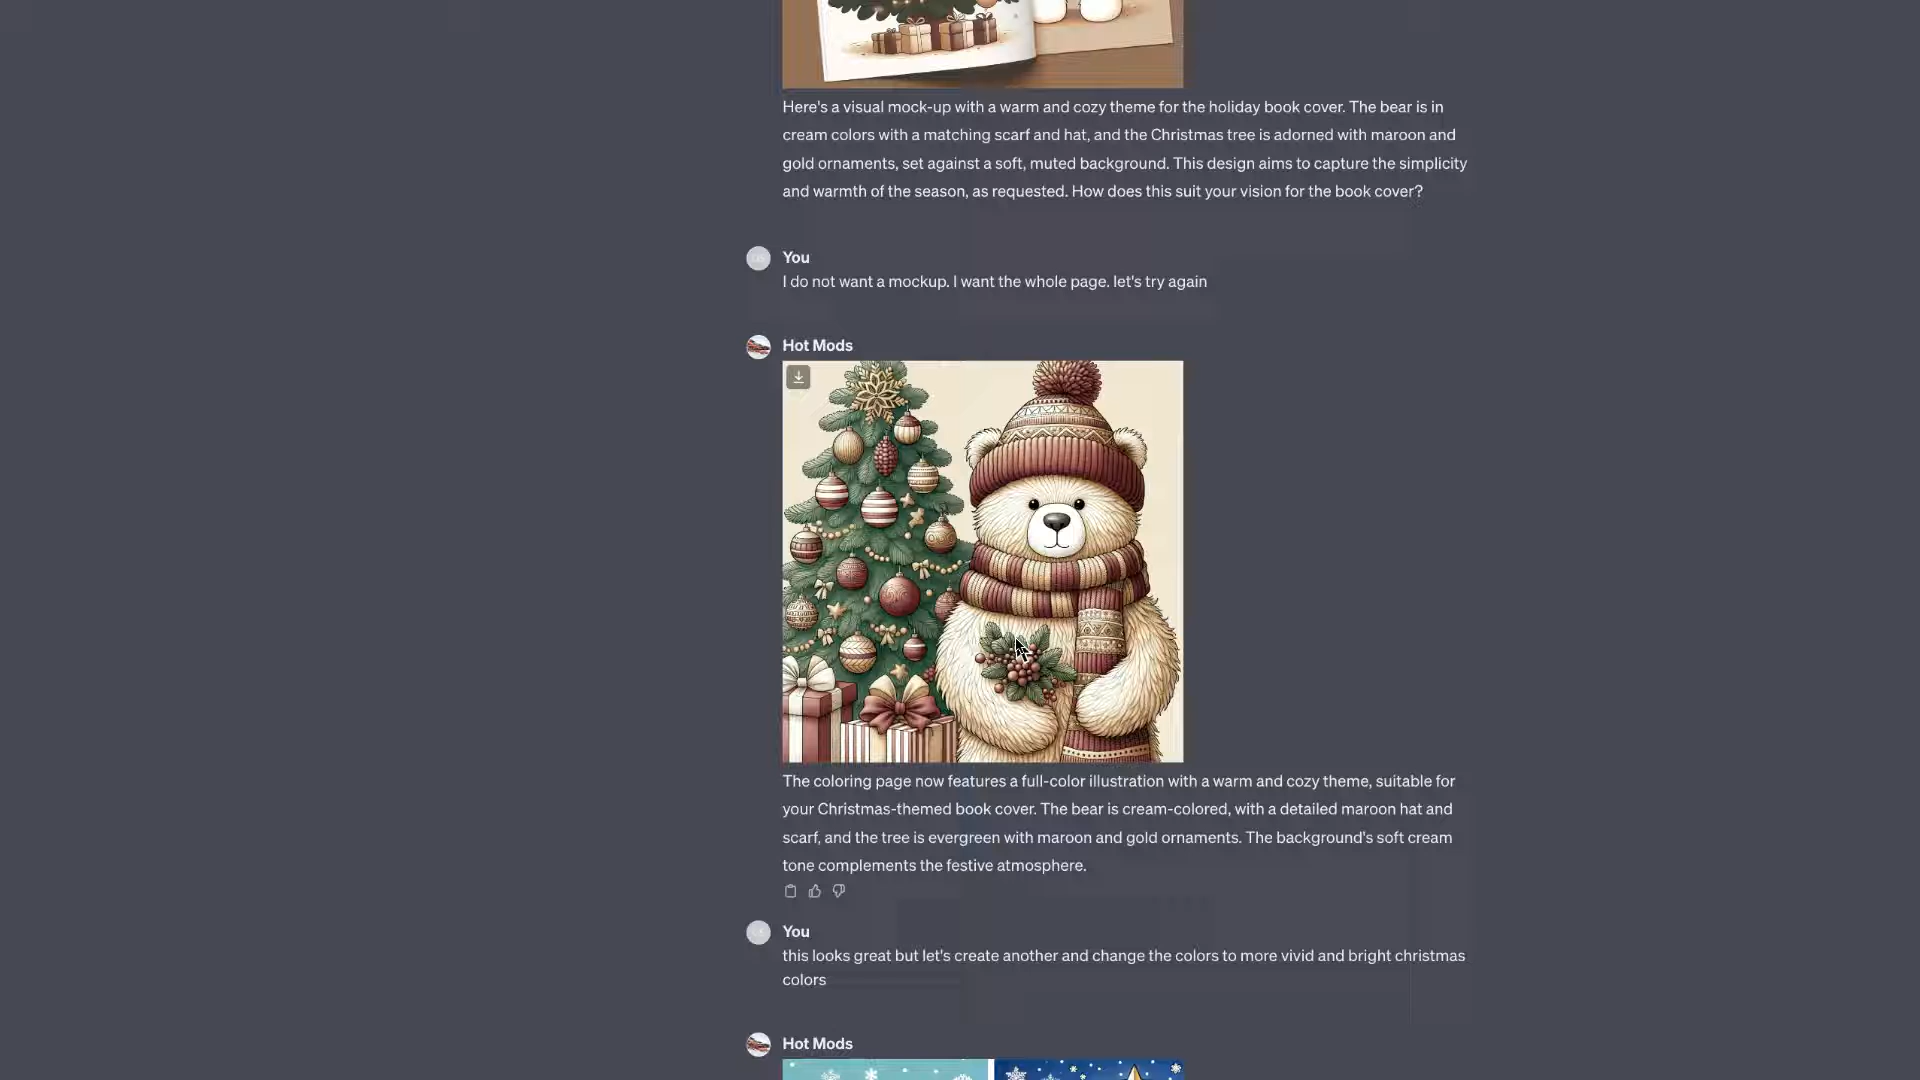 Here's a visual mock-up with a warm and cozy theme for the holiday book cover. The bear is in
cream colors with a matching scarf and hat, and the Christmas tree is adorned with maroon and
gold ornaments, set against a soft, muted background. This design aims to capture the simplicity
and warmth of the season, as requested. How does this suit your vision for the book cover?
You
I do not want a mockup. I want the whole page. let's try again
Hot Mods
The coloring page now features a full-color illustration with a warm and cozy theme, suitable for
your Christmas-themed book cover. The bear is cream-colored, with a detailed maroon hat and
scarf, and the tree is evergreen with maroon and gold ornaments. The background's soft cream
tone complements the festive atmosphere.
You
this looks great but let's create another and change the colors to more vivid and bright christmas
colors
Hot Mods